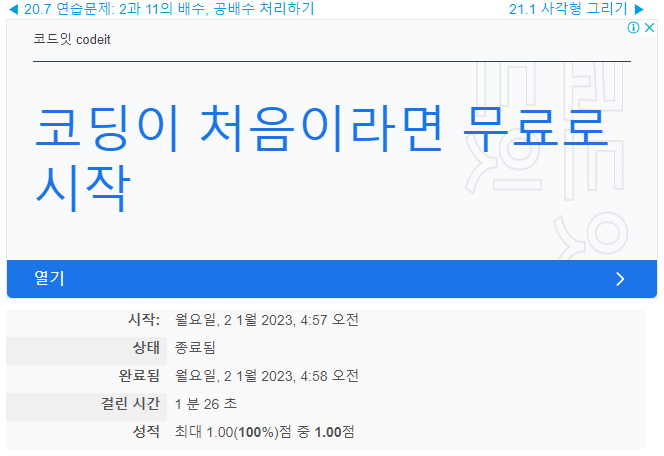 ◀ 20.7 연습문제: 2과 11의 배수, 공배수 처리하기
21.1 사각형 그리기 ▶
코드잇 codeit
코딩이 처음이라면 무료로
시작
코드잇
열기
시작: 월요일, 2 1월 2023, 4:57 오전
상태 종료됨
완료됨 월요일, 2 1월 2023, 4:58 오전
걸린 시간 1 분 26 초
성적 최대 1.00(100%)점 중 1.00점